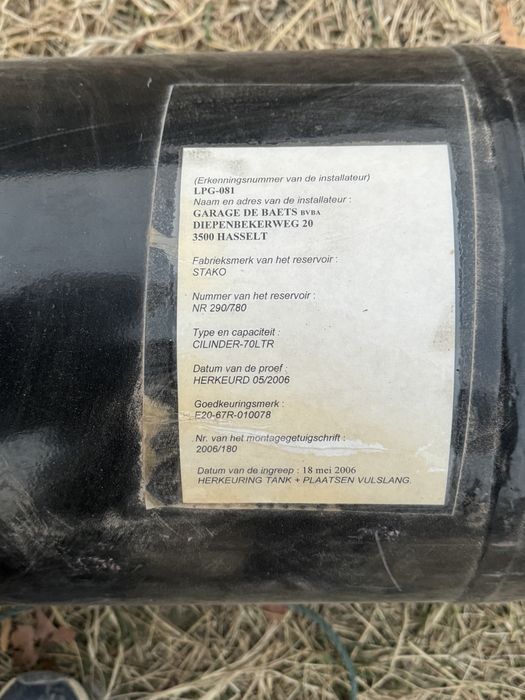 (Erkenningsnummer van de installateur)
LPG-081
Naam en adres van de installateur :
GARAGE DE BAETS BVBA
DIEPENBEKERWEG 20
3500 HASSELT
Fabrieksmerk van het reservoir :
STAKO
Nummer van het reservoir :
NR 290/780
Type en capaciteit :
CILINDER-70LTR
Datum van de proef :
HERKEURD 05/2006
Goedkeuringsmerk :
E20-67R-010078
Nr. van het montagegetuigschrift :
2006/180
Datum van de ingreep : 18 mei 2006
HERKEURING TANK + PLAATSEN VULSLANG.